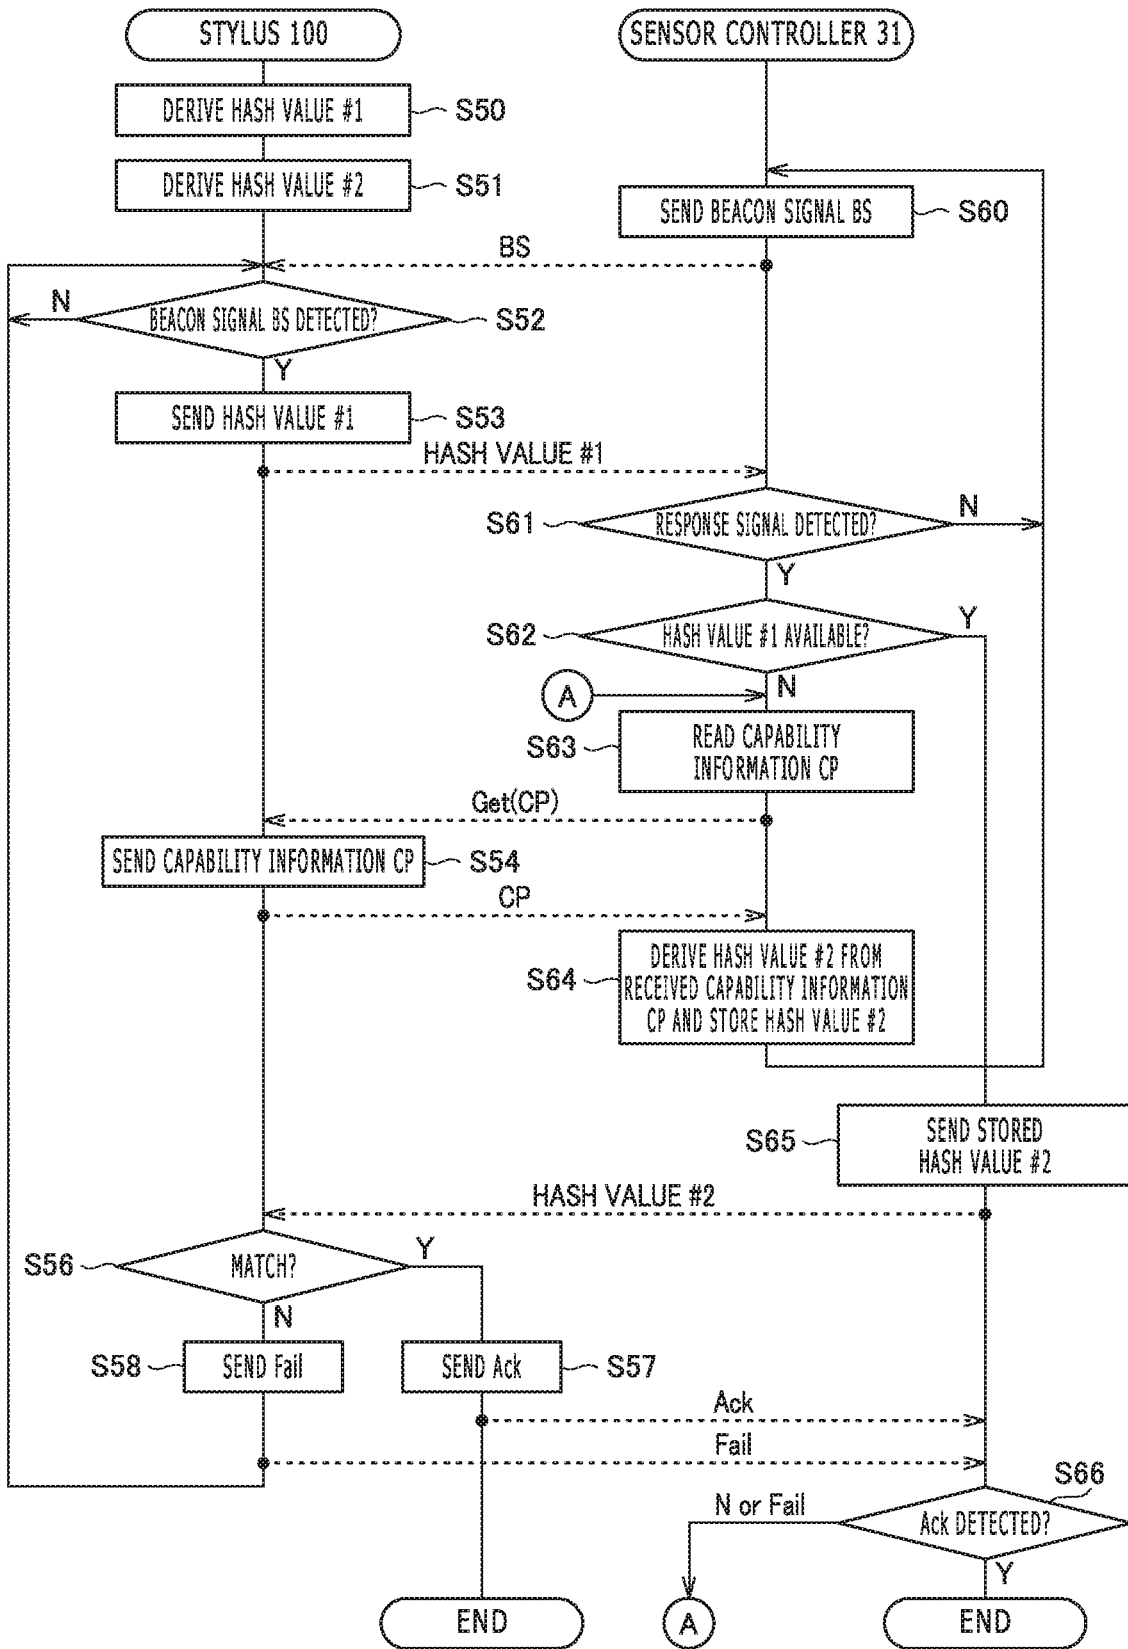 STYLUS 100
SENSOR CONTROLLER 31
DERIVE HASH VALUE #1
S50
DERIVE HASH VALUE #2
S51
SEND BEACON SIGNAL BS
S60
BS
N
BEACON SIGNAL BS DETECTED?
S52
Y
SEND HASH VALUE #1
S53
HASH VALUE #1
S61
RESPONSE SIGNAL DETECTED?
N
Y
S62
HASH VALUE #1 AVAILABLE?
Y
N
A
S63
READ CAPABILITY
INFORMATION CP
Get(CP)
SEND CAPABILITY INFORMATION CP
S54
CP
S64
DERIVE HASH VALUE #2 FROM
RECEIVED CAPABILITY INFORMATION
CP AND STORE HASH VALUE #2
S65
SEND STORED
HASH VALUE #2
HASH VALUE #2
S56
MATCH?
Y
N
S58
SEND Fail
SEND Ack
S57
Ack
Fail
S66
N or Fail
Ack DETECTED?
Y
END
A
END